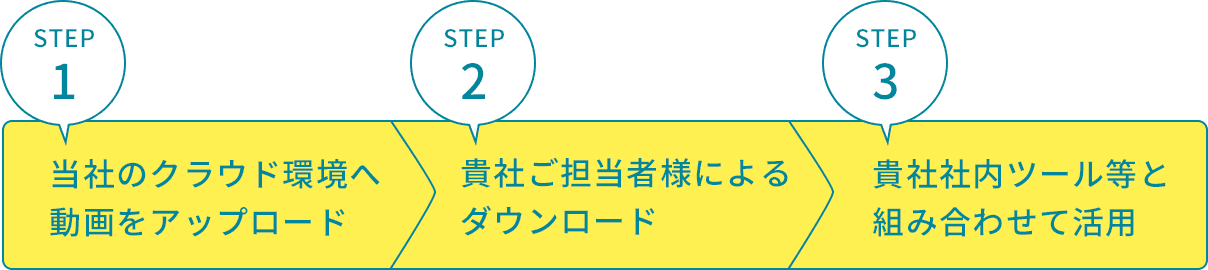 STEP
1
当社のクラウド環境へ
動画をアップロード
STEP
2
貴社ご担当者様による
ダウンロード
STEP
3
貴社社内ツール等と
組み合わせて活用